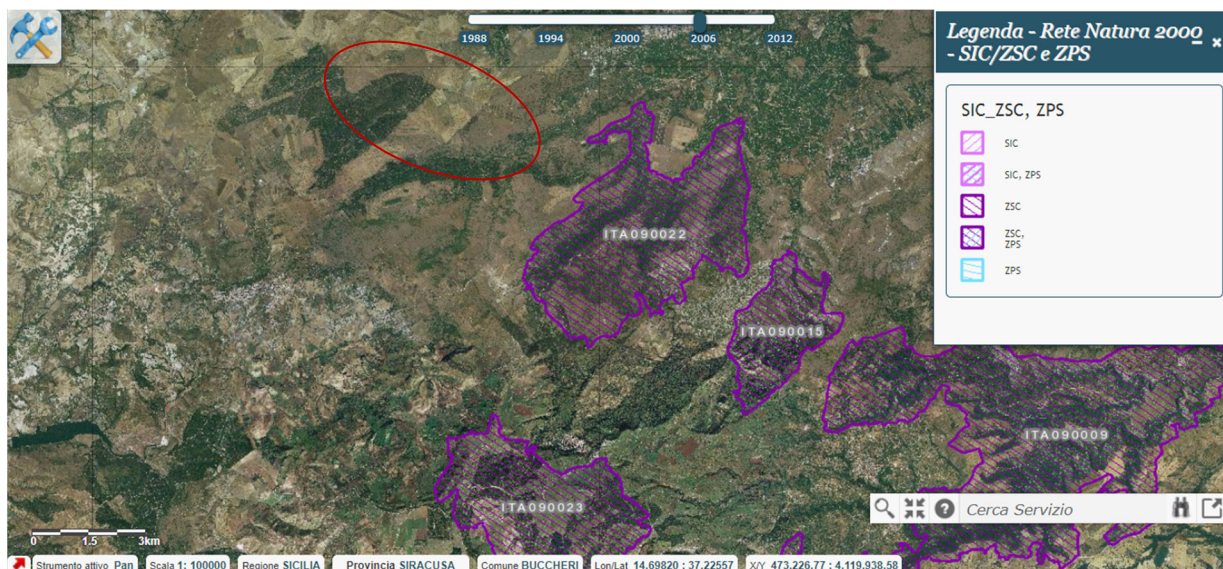 1988 1994 2000 2006 2012
Legenda - Rete Natura 2000
- SIC/ZSC e ZPS
SIC_ZSC, ZPS
SIC
SIC, ZPS
ZSC
ZSC,
ZPS
ZPS
ITA090022
ITA090015
ITA090009
ITA090023
Cerca Servizio
0 1.5 3km
Strumento attivo Pan Scala 1: 100000 Regione SICILIA Provincia SIRACUSA Comune BUCCHERI Lon/Lat 14.69820 : 37.22557 X/Y 473,226.77 : 4,119,938.58